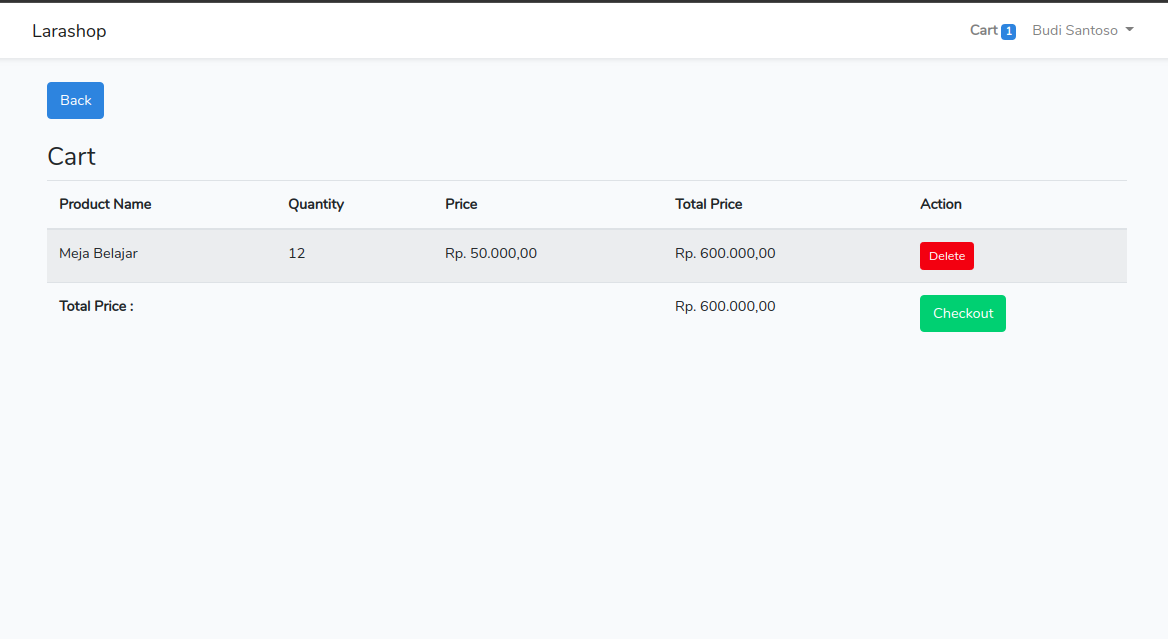 Larashop Cart 1 Budi Santoso
Back
Cart
Product Name Quantity Price Total Price Action
Meja Belajar 12 Rp. 50.000,00 Rp. 600.000,00 Delete
Total Price : Rp. 600.000,00 Checkout